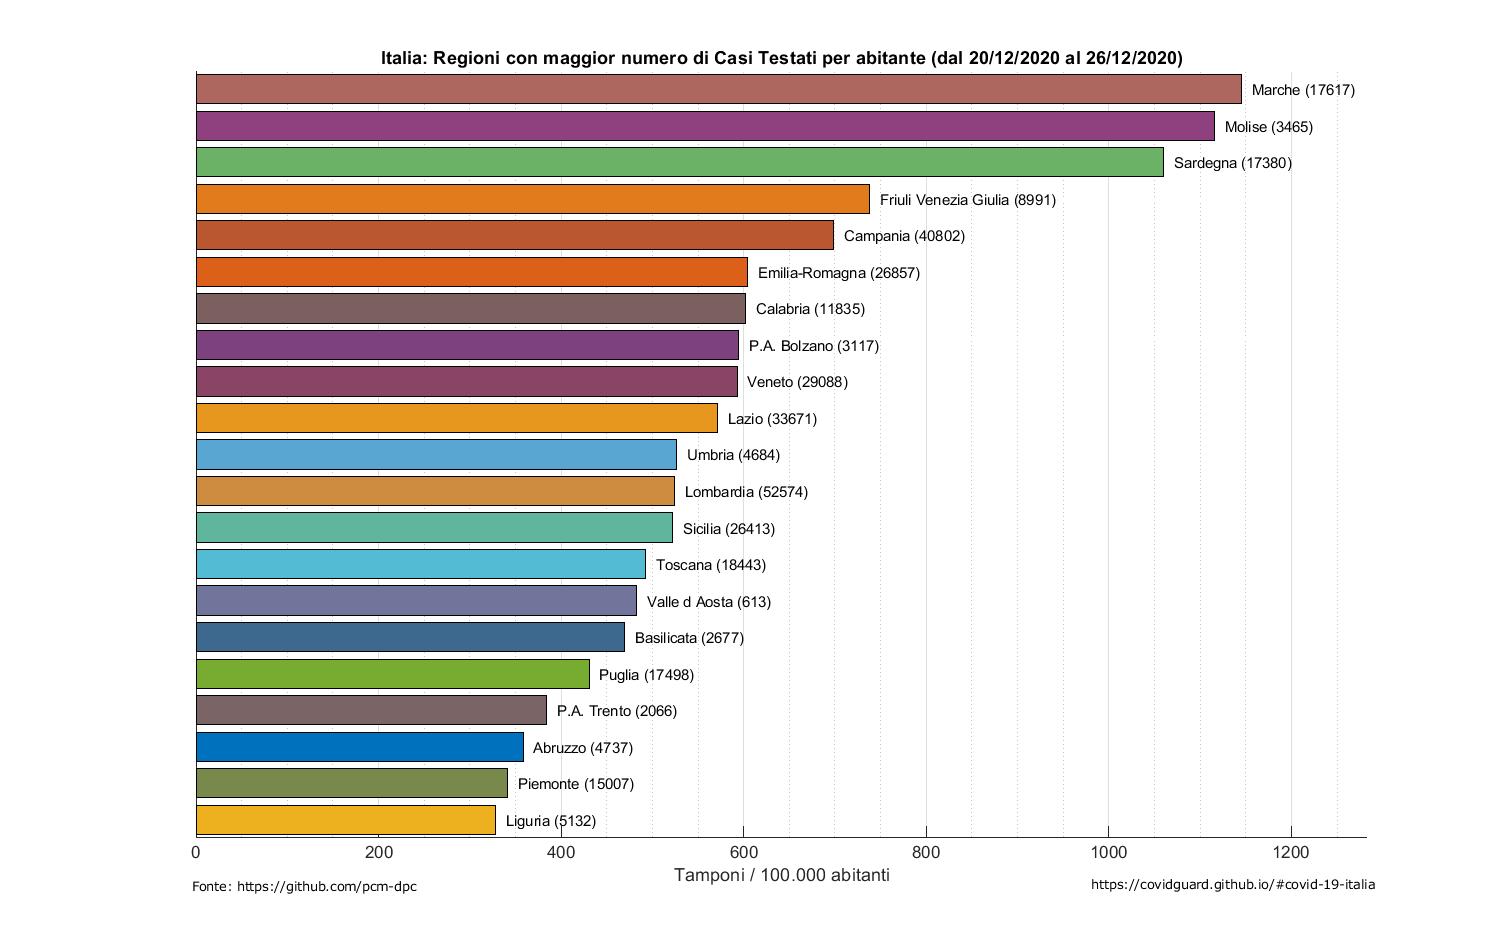 Italia: Regioni con maggior numero di Casi Testati per abitante (dal 20/12/2020 al 26/12/2020)
Marche (17617)
Molise (3465)
Sardegna (17380)
Friuli Venezia Giulia (8991)
Campania (40802)
Emilia-Romagna (26857)
Calabria (11835)
P.A. Bolzano (3117)
Veneto (29088)
Lazio (33671)
Umbria (4684)
Lombardia (52574)
Sicilia (26413)
Toscana (18443)
Valle d Aosta (613)
Basilicata (2677)
Puglia (17498)
P.A. Trento (2066)
Abruzzo (4737)
Piemonte (15007)
Liguria (5132)
0 200 400 600 800 1000 1200
Tamponi / 100.000 abitanti
Fonte: https://github.com/pcm-dpc
https://covidguard.github.io/#covid-19-italia